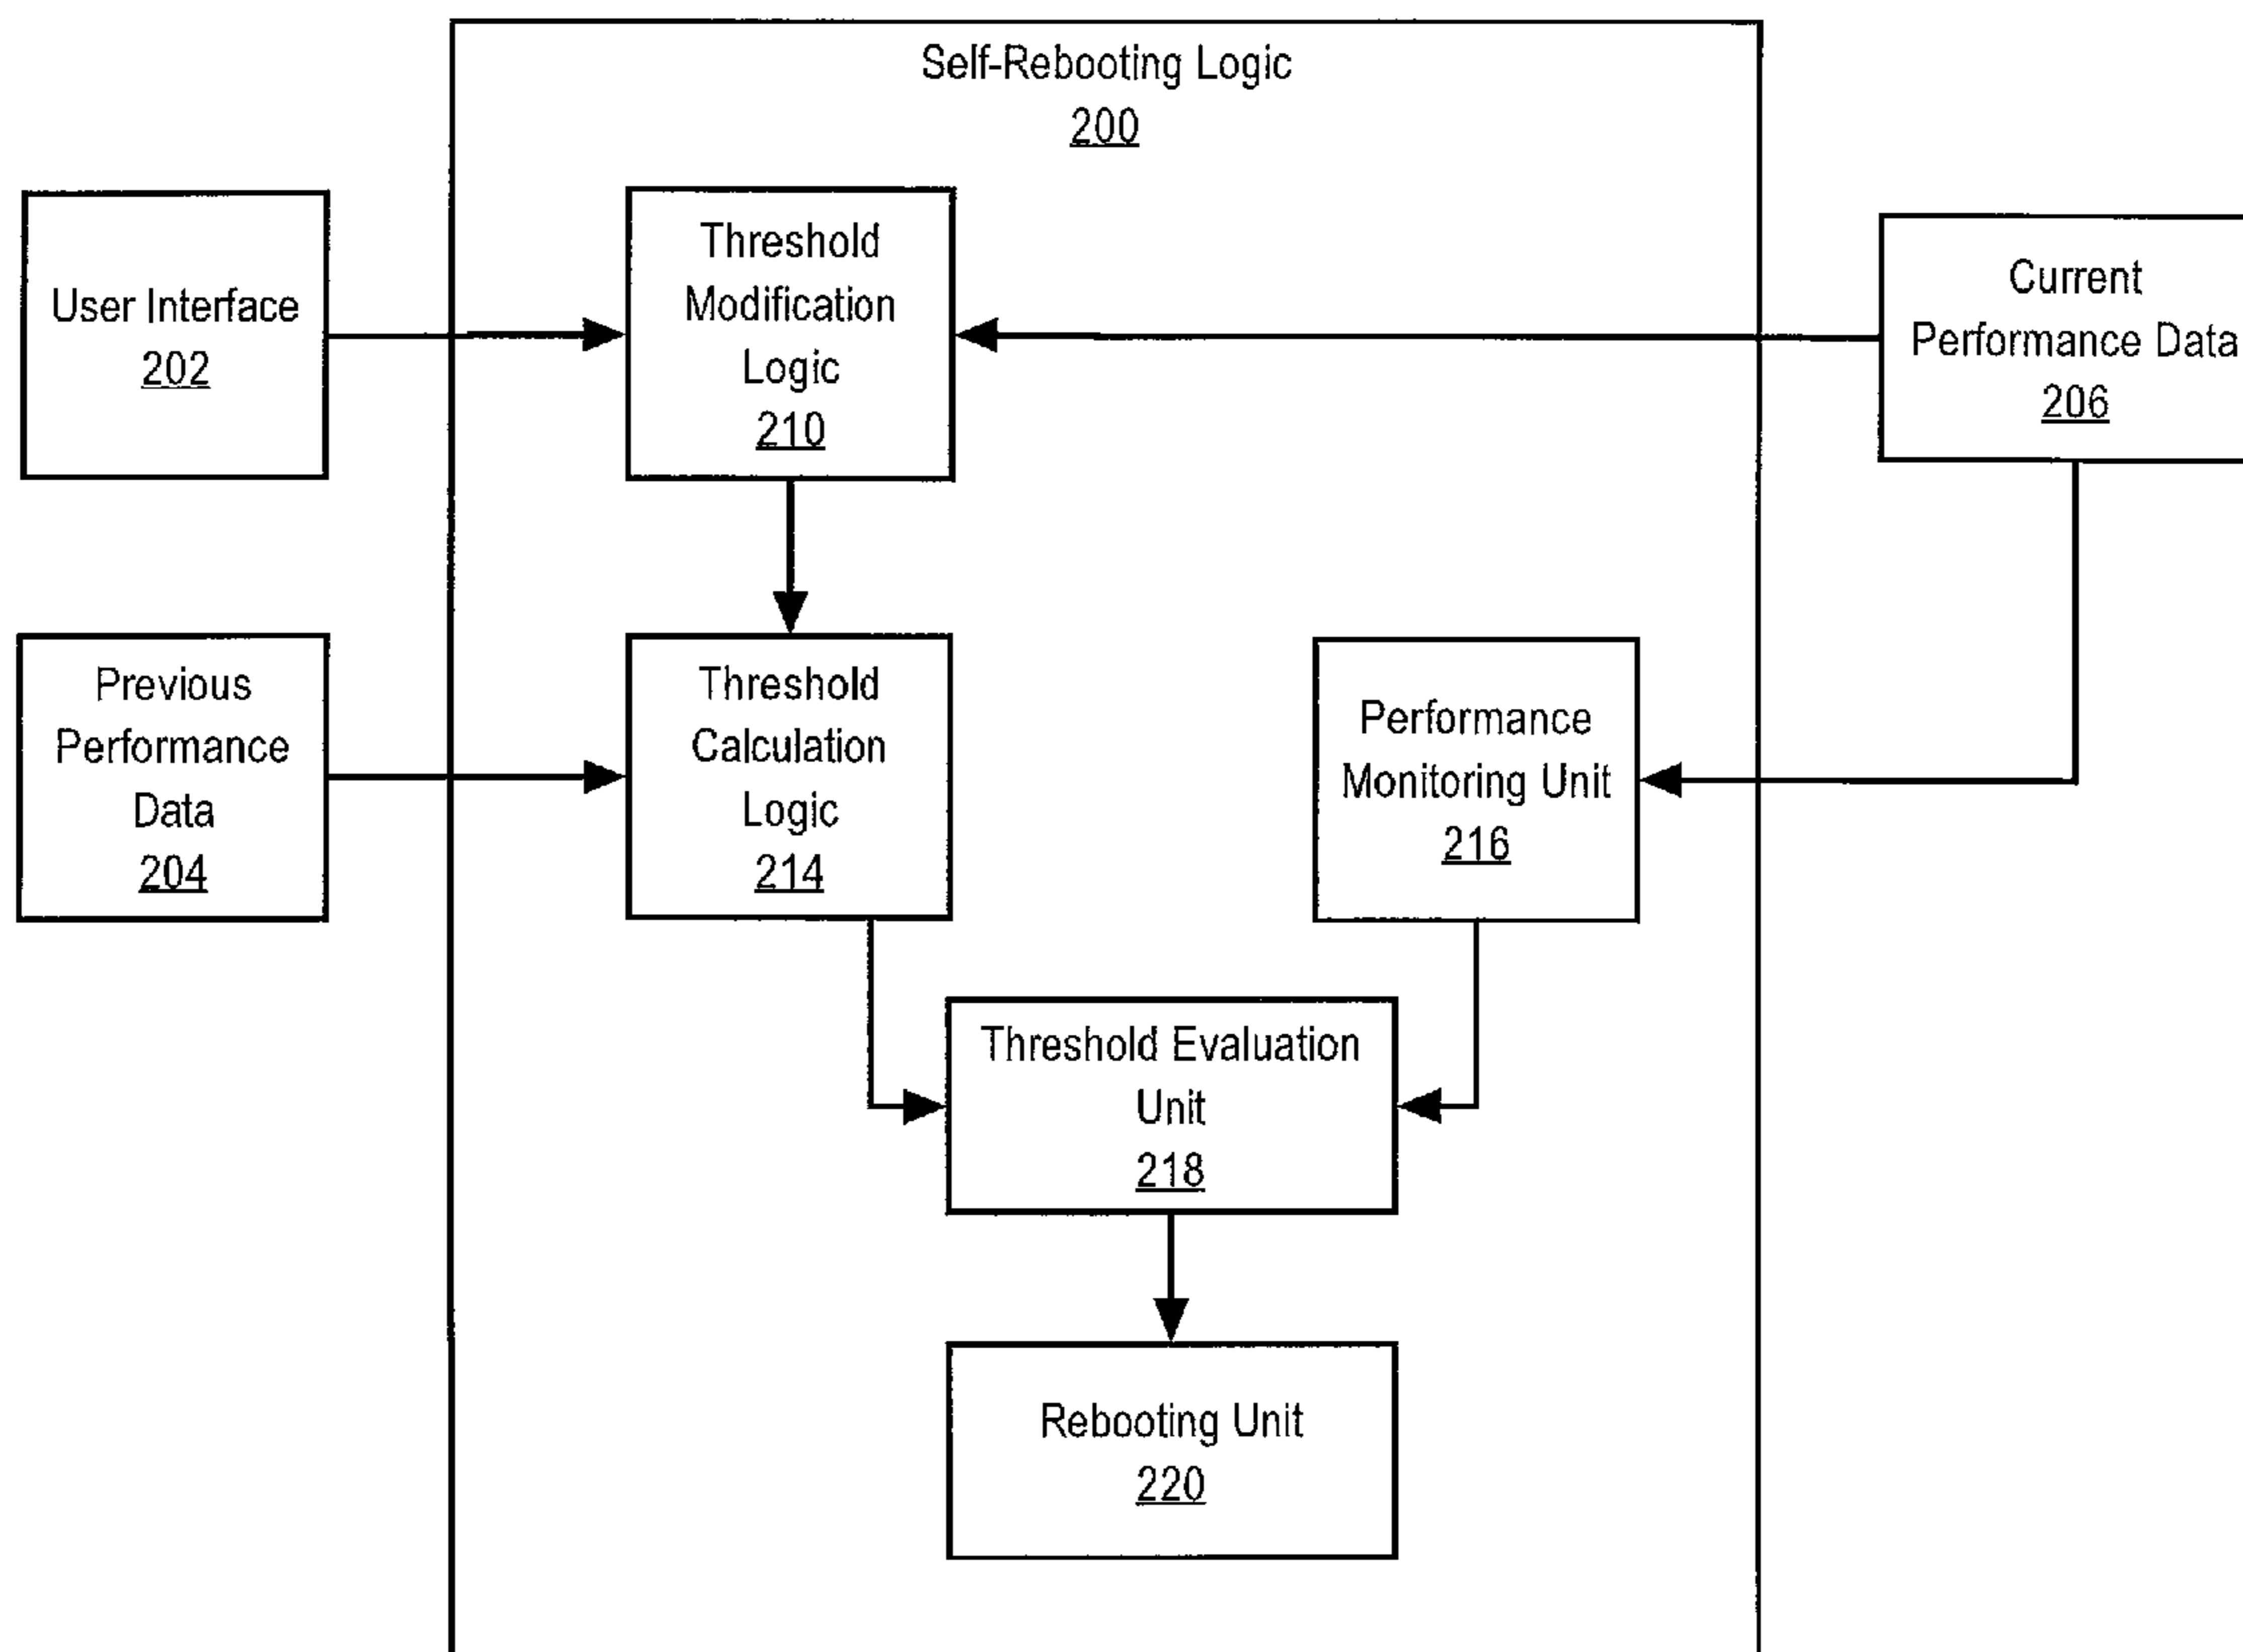 Self-Rebooting Logic
200
User Interface
202
Threshold
Modification
Logic
210
Current
Performance Data
206
Previous
Performance
Data
204
Threshold
Calculation
Logic
214
Performance
Monitoring Unit
216
Threshold Evaluation
Unit
218
Rebooting Unit
220